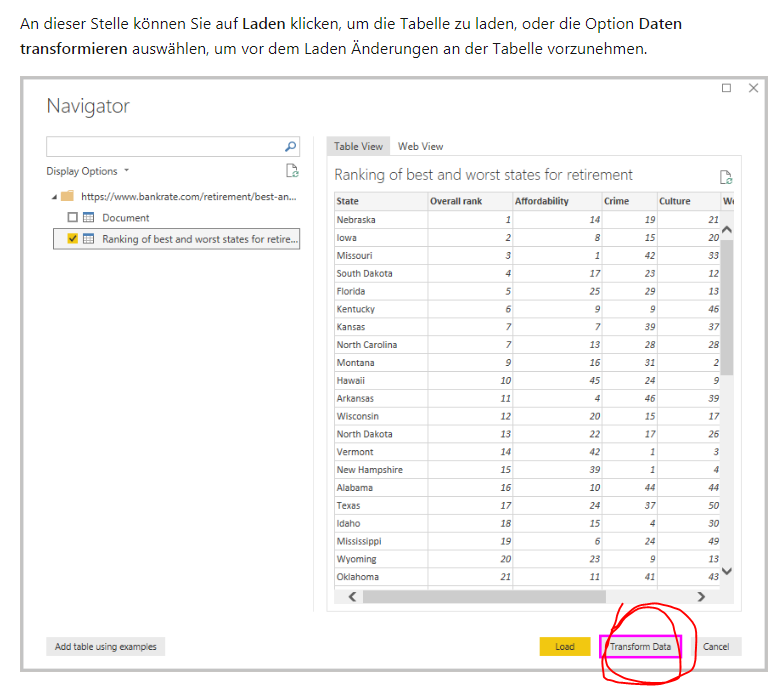 An dieser Stelle können Sie auf Laden klicken, um die Tabelle zu laden, oder die Option Daten
transformieren auswählen, um vor dem Laden Änderungen an der Tabelle vorzunehmen.
Navigator
Display Options
https://www.bankrate.com/retirement/best-an...
Document
Ranking of best and worst states for retire...
Table View Web View
Ranking of best and worst states for retirement
State Overall rank Affordability Crime Culture We
Nebraska 1 14 19 21
Iowa 2 8 15 20
Missouri 3 1 42 33
South Dakota 4 17 23 12
Florida 5 25 29 13
Kentucky 6 9 9 46
Kansas 7 7 39 37
North Carolina 7 13 28 28
Montana 9 16 31 2
Hawaii 10 45 24 9
Arkansas 11 4 46 39
Wisconsin 12 20 15 17
North Dakota 13 22 17 26
Vermont 14 42 1 3
New Hampshire 15 39 1 4
Alabama 16 10 44 44
Texas 17 24 37 50
Idaho 18 15 4 30
Mississippi 19 6 24 49
Wyoming 20 23 9 13
Oklahoma 21 11 41 43
Add table using examples Load Transform Data Cancel